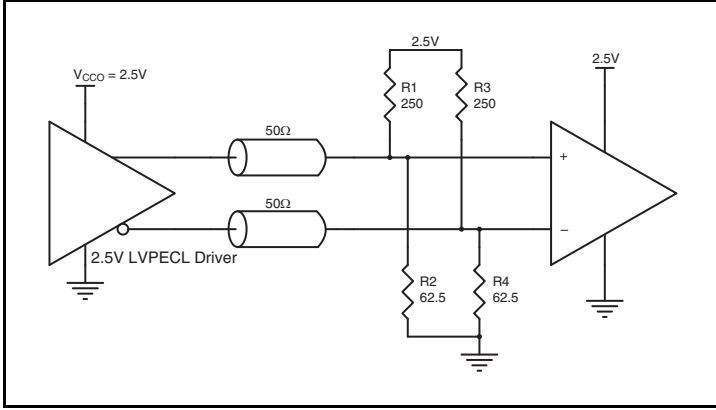 2.5V
V_CCO = 2.5V
2.5V
R1
250
R3
250
50Ω
+
50Ω
−
2.5V LVPECL Driver
R2
62.5
R4
62.5